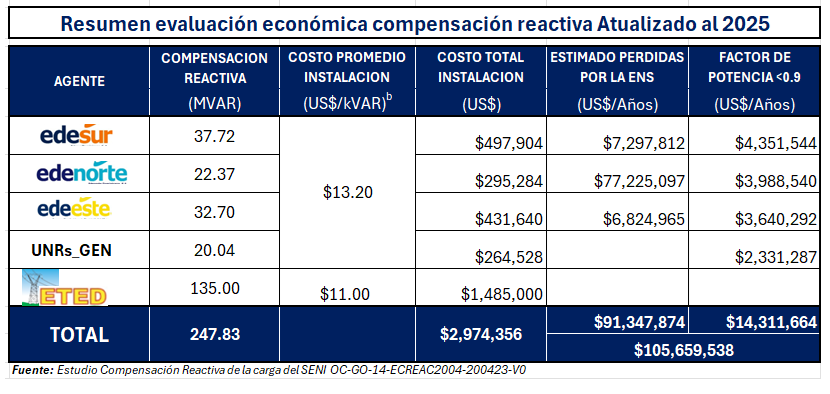 Resumen evaluación económica compensación reactiva Atualizado al 2025
AGENTE
COMPENSACION REACTIVA (MVAR)
COSTO PROMEDIO INSTALACION (US$/kVAR)b
COSTO TOTAL INSTALACION (US$)
ESTIMADO PERDIDAS POR LA ENS (US$/Años)
FACTOR DE POTENCIA <0.9 (US$/Años)
edesur 37.72 $497,904 $7,297,812 $4,351,544
edenorte 22.37 $13.20 $295,284 $77,225,097 $3,988,540
edeeste 32.70 $431,640 $6,824,965 $3,640,292
UNRs_GEN 20.04 $264,528 $2,331,287
ETED 135.00 $11.00 $1,485,000
TOTAL 247.83 $2,974,356 $91,347,874 $14,311,664
$105,659,538
Fuente: Estudio Compensación Reactiva de la carga del SENI OC-GO-14-ECREAC2004-200423-V0